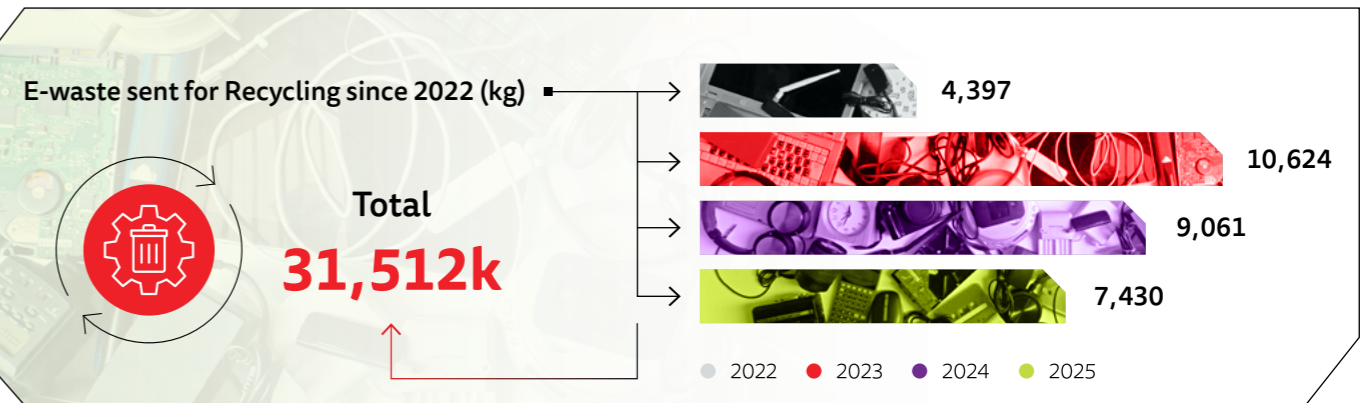 E-waste sent for Recycling since 2022 (kg)
Total
31,512k
4,397
10,624
9,061
7,430
2022 2023 2024 2025